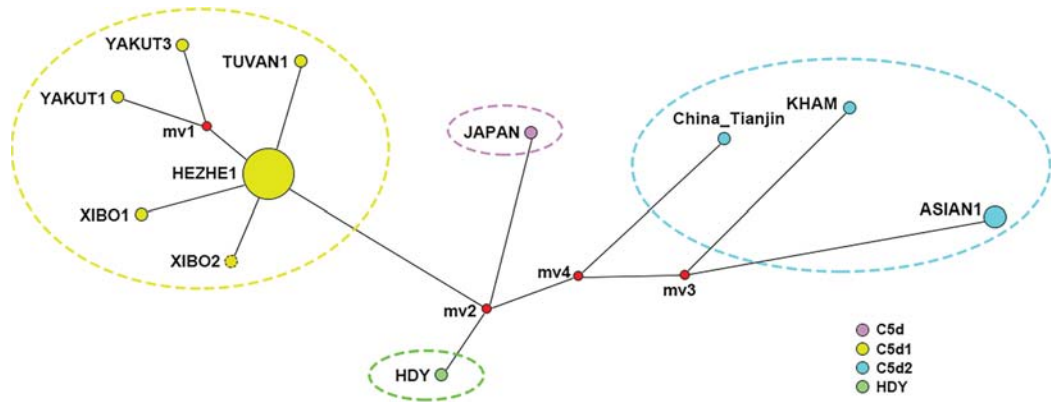 YAKUT3
TUVAN1
YAKUT1
mv1
HEZHE1
XIBO1
XIBO2
JAPAN
China_Tianjin
KHAM
ASIAN1
mv4
mv3
mv2
HDY
C5d
C5d1
C5d2
HDY